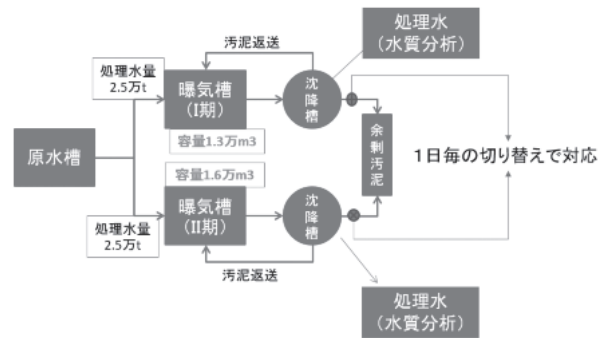 汚泥返送
処理水
（水質分析）
処理水量
2.5万t
曝気槽
（I期）
沈降槽
容量1.3万m3
原水槽
余剰汚泥
１日毎の切り替えで対応
容量1.6万m3
曝気槽
（II期）
沈降槽
処理水量
2.5万t
汚泥返送
処理水
（水質分析）